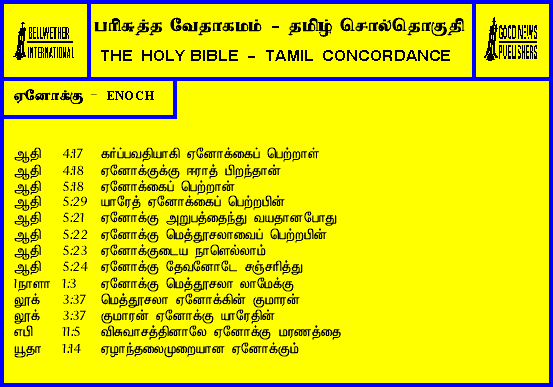 BELLWETHER
INTERNATIONAL
பரிசுத்த வேதாகமம் - தமிழ் சொல்தொகுதி
THE HOLY BIBLE - TAMIL CONCORDANCE
GOOD NEWS
PUBLISHERS
ஏனோக்கு - ENOCH
ஆதி 4:17 கர்ப்பவதியாகி ஏனோக்கைப் பெற்றாள்
ஆதி 4:18 ஏனோக்குக்கு ஈராத் பிறந்தான்
ஆதி 5:18 ஏனோக்கைப் பெற்றான்
ஆதி 5:29 யாரேத் ஏனோக்கைப் பெற்றபின்
ஆதி 5:21 ஏனோக்கு அறுபத்தைந்து வயதானபோது
ஆதி 5:22 ஏனோக்கு மெத்தூசலாவைப் பெற்றபின்
ஆதி 5:23 ஏனோக்குடைய நாளெல்லாம்
ஆதி 5:24 ஏனோக்கு தேவனோடே சஞ்சரித்து
1நாளா 1:3 ஏனோக்கு மெத்தூசலா லாமேக்கு
லூக் 3:37 மெத்தூசலா ஏனோக்கின் குமாரன்
லூக் 3:37 குமாரன் ஏனோக்கு யாரேதின்
எபி 11:5 விசுவாசத்தினாலே ஏனோக்கு மரணத்தை
யூதா 1:14 ஏழாந்தலைமுறையான ஏனோக்கும்